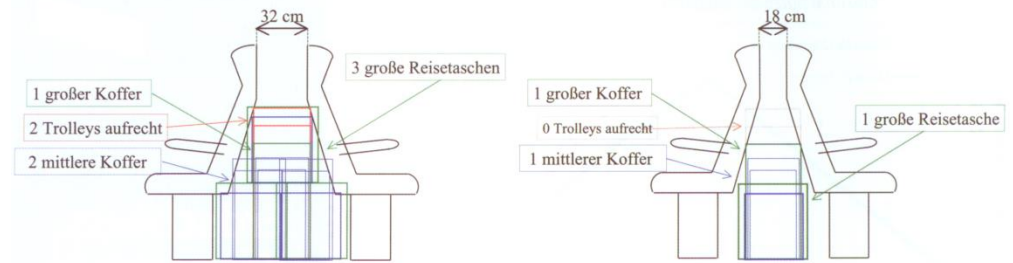 32 cm
3 große Reisetaschen
1 großer Koffer
2 Trolleys aufrecht
2 mittlere Koffer
18 cm
1 großer Koffer
1 große Reisetasche
0 Trolleys aufrecht
1 mittlerer Koffer